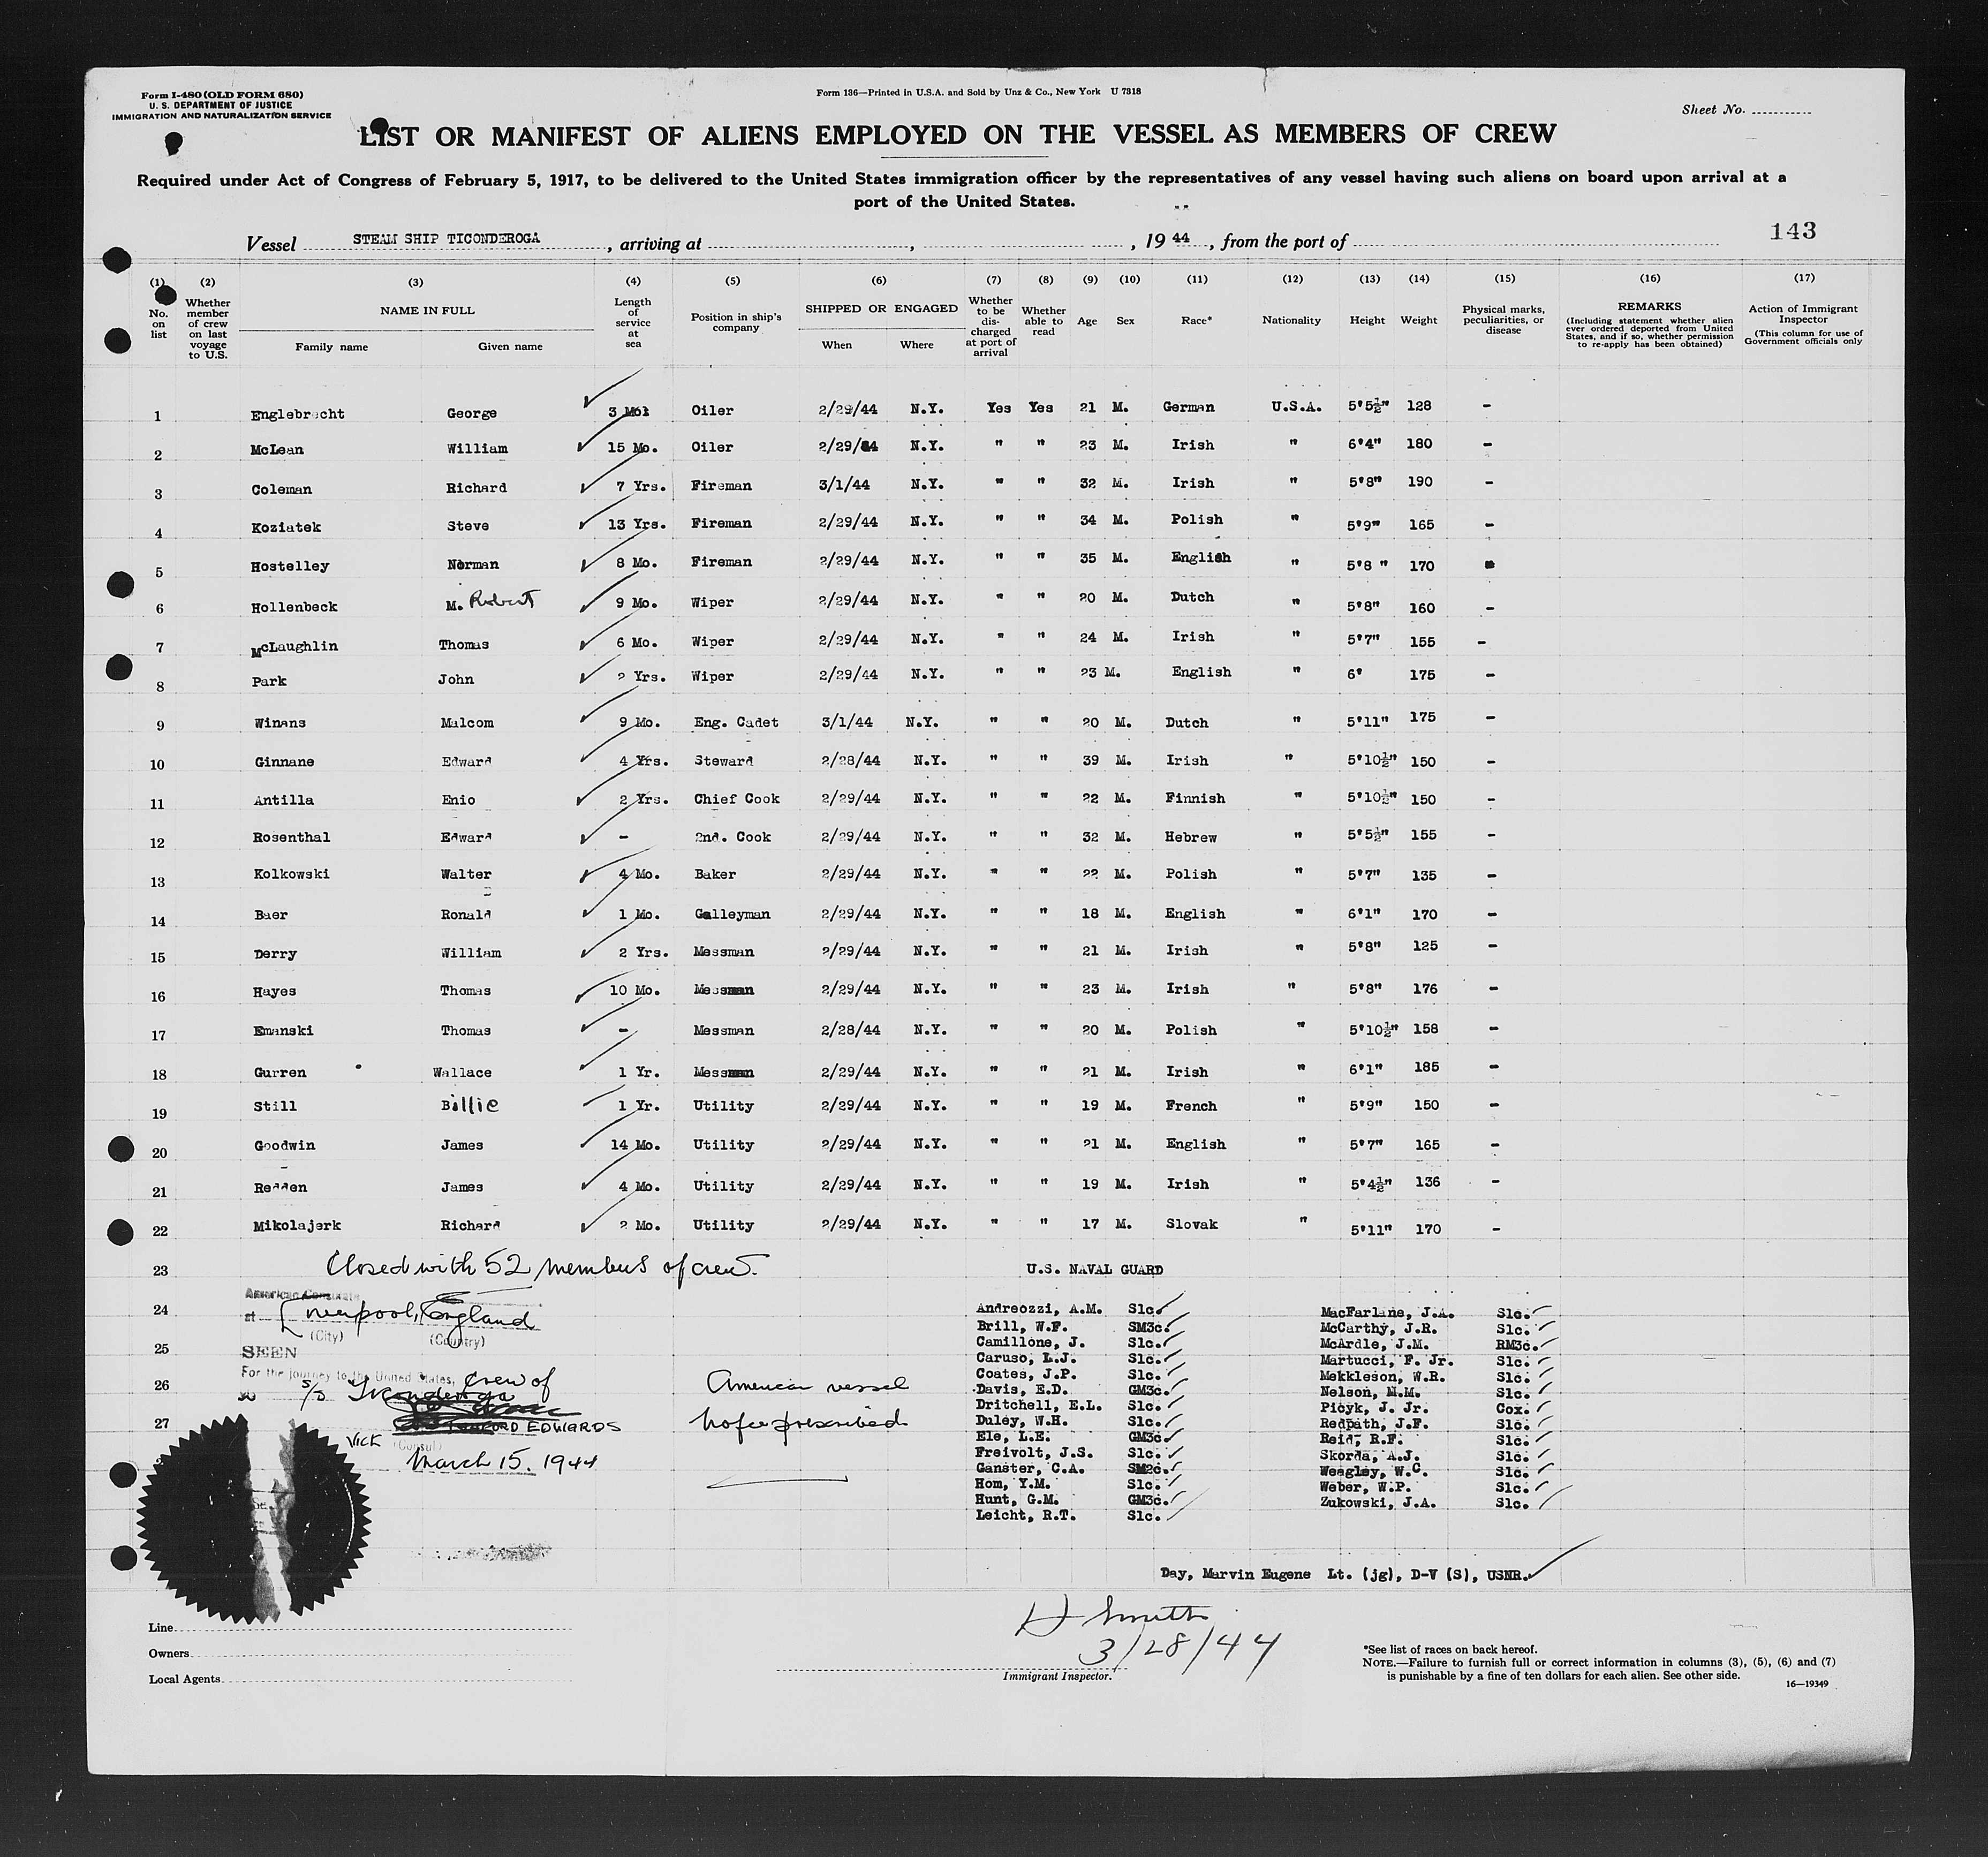 Form I-480 (OLD FORM 680)
U. S. DEPARTMENT OF JUSTICE
IMMIGRATION AND NATURALIZATION SERVICE
Form 136—Printed in U.S.A. and Sold by Unz & Co., New York U 7318
Sheet No.
LIST OR MANIFEST OF ALIENS EMPLOYED ON THE VESSEL AS MEMBERS OF CREW
Required under Act of Congress of February 5, 1917, to be delivered to the United States immigration officer by the representatives of any vessel having such aliens on board upon arrival at a
port of the United States.
Vessel STEAM SHIP TICONDEROGA, arriving at , , 19 44, from the port of 143
(1) (2) (3) (4) (5) (6) (7) (8) (9) (10) (11) (12) (13) (14) (15) (16) (17)
No. on list
Whether member of crew on last voyage to U.S.
NAME IN FULL
Family name Given name
Length of service at sea
Position in ship's company
SHIPPED OR ENGAGED
When Where
Whether to be discharged at port of arrival
Whether able to read
Age
Sex
Race*
Nationality
Height
Weight
Physical marks, peculiarities, or disease
REMARKS
(Including statement whether alien ever ordered deported from United States, and if so, whether permission to re-apply has been obtained)
Action of Immigrant Inspector
(This column for use of Government officials only
1 Englebrecht George 3 Mo. Oiler 2/29/44 N.Y. Yes Yes 21 M. German U.S.A. 5'5½" 128 -
2 McLean William 15 Mo. Oiler 2/29/44 N.Y. " " 23 M. Irish " 6'4" 180 -
3 Coleman Richard 7 Yrs. Fireman 3/1/44 N.Y. " " 32 M. Irish " 5'8" 190 -
4 Koziatek Steve 13 Yrs. Fireman 2/29/44 N.Y. " " 34 M. Polish " 5'9" 165 -
5 Hostelley Norman 8 Mo. Fireman 2/29/44 N.Y. " " 35 M. English " 5'8 " 170 -
6 Hollenbeck M. Robert 9 Mo. Wiper 2/29/44 N.Y. " " 20 M. Dutch " 5'8" 160 -
7 McLaughlin Thomas 6 Mo. Wiper 2/29/44 N.Y. " " 24 M. Irish " 5'7" 155 -
8 Park John 2 Yrs. Wiper 2/29/44 N.Y. " " 23 M. English " 6' 175 -
9 Winans Malcom 9 Mo. Eng. Cadet 3/1/44 N.Y. " " 20 M. Dutch " 5'11" 175 -
10 Ginnane Edward 4 Yrs. Steward 2/28/44 N.Y. " " 39 M. Irish " 5'10½" 150 -
11 Antilla Enio 2 Yrs. Chief Cook 2/29/44 N.Y. " " 22 M. Finnish " 5'10½" 150 -
12 Rosenthal Edward - 2nd. Cook 2/29/44 N.Y. " " 32 M. Hebrew " 5'5½" 155 -
13 Kolkowski Walter 4 Mo. Baker 2/29/44 N.Y. " " 22 M. Polish " 5'7" 135 -
14 Baer Ronald 1 Mo. Galleyman 2/29/44 N.Y. " " 18 M. English " 6'1" 170 -
15 Derry William 2 Yrs. Messman 2/29/44 N.Y. " " 21 M. Irish " 5'8" 125 -
16 Hayes Thomas 10 Mo. Messman 2/29/44 N.Y. " " 23 M. Irish " 5'8" 176 -
17 Emanski Thomas - Messman 2/28/44 N.Y. " " 20 M. Polish " 5'10½" 158 -
18 Gurren Wallace 1 Yr. Messman 2/29/44 N.Y. " " 21 M. Irish " 6'1" 185 -
19 Still Billie 1 Yr. Utility 2/29/44 N.Y. " " 19 M. French " 5'9" 150 -
20 Goodwin James 14 Mo. Utility 2/29/44 N.Y. " " 21 M. English " 5'7" 165 -
21 Redden James 4 Mo. Utility 2/29/44 N.Y. " " 19 M. Irish " 5'4½" 136 -
22 Mikolajerk Richard 2 Mo. Utility 2/29/44 N.Y. " " 17 M. Slovak " 5'11" 170 -
23 Closed with 52 members of crew. U.S. NAVAL GUARD
American Consulate
24 at Liverpool, England
(City) (Country)
25 SEEN
For the journey to the United States, Crew of
26 S/S Ticonderoga
27 EDWARDS
VICE (Consul)
March 15, 1944
American vessel
No fee prescribed
Andreozzi, A.M. S1c. MacFarlane, J.A. S1c.
Brill, W.F. SM3c. McCarthy, J.R. S1c.
Camillone, J. S1c. McArdle, J.M. RM3c.
Caruso, L.J. S1c. Martucci, F. Jr. S1c.
Coates, J.P. S1c. Mekkleson, W.R. S1c.
Davis, E.D. GM3c. Nelson, N.M. S1c.
Dritchell, E.L. S1c. Picyk, J. Jr. Cox.
Duley, W.H. S1c. Redpath, J.F. S1c.
Ele, L.E. GM3c. Reid, R.F. S1c.
Freivolt, J.S. S1c. Skorda, A.J. S1c.
Ganster, C.A. SM2c. Weagley, W.C. S1c.
Hom, Y.M. S1c. Weber, W.P. S1c.
Hunt, G.M. GM3c. Zukowski, J.A. S1c.
Leicht, R.T. S1c.
Day, Marvin Eugene Lt. (jg), D-V (S), USNR.
Line
Owners
Local Agents
H Smith
3/28/44
Immigrant Inspector.
*See list of races on back hereof.
NOTE.—Failure to furnish full or correct information in columns (3), (5), (6) and (7)
is punishable by a fine of ten dollars for each alien. See other side.
16—19349